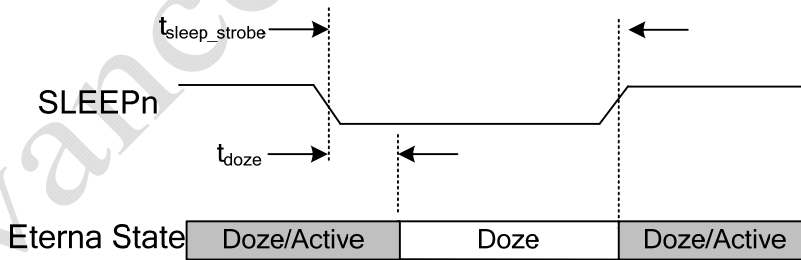 tsleep_strobe
SLEEPn
tdoze
Eterna State
Doze/Active
Doze
Doze/Active